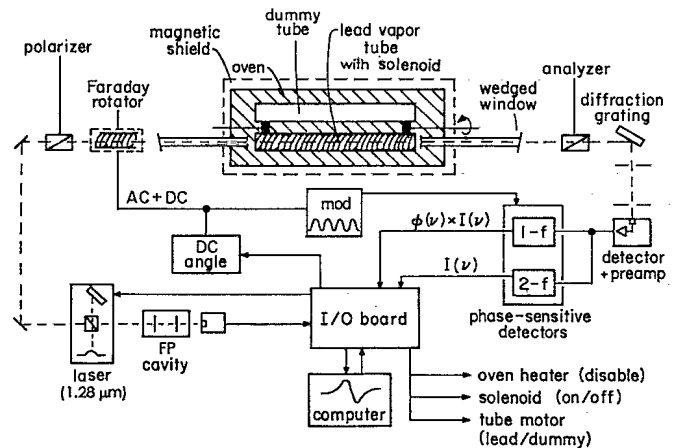 polarizer
magnetic
shield
dummy
tube
lead vapor
tube
with solenoid
oven
Faraday
rotator
wedged
window
analyzer
diffraction
grating
AC+DC
mod
DC
angle
ϕ(ν)×I(ν)
I(ν)
1-f
2-f
detector
+preamp
phase-sensitive
detectors
laser
(1.28 μm)
FP
cavity
I/O board
computer
oven heater (disable)
solenoid (on/off)
tube motor
(lead/dummy)